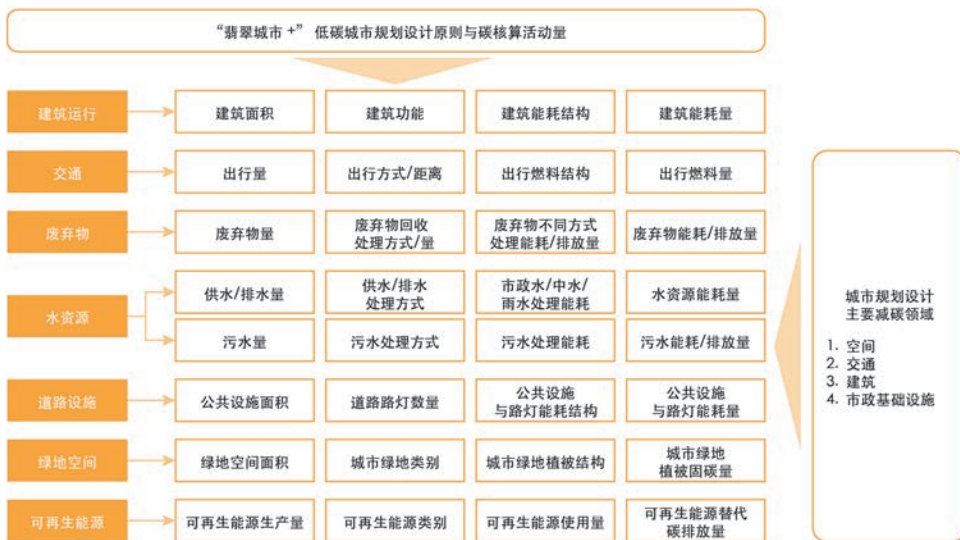 “翡翠城市 +” 低碳城市规划设计原则与碳核算活动量
建筑运行
建筑面积
建筑功能
建筑能耗结构
建筑能耗量
交通
出行量
出行方式/距离
出行燃料结构
出行燃料量
废弃物
废弃物量
废弃物回收
处理方式/量
废弃物不同方式
处理能耗/排放量
废弃物能耗/排放量
水资源
供水/排水量
供水/排水
处理方式
市政水/中水/
雨水处理能耗
水资源能耗量
污水量
污水处理方式
污水处理能耗
污水能耗/排放量
道路设施
公共设施面积
道路路灯数量
公共设施
与路灯能耗结构
公共设施
与路灯能耗量
绿地空间
绿地空间面积
城市绿地类别
城市绿地植被结构
城市绿地
植被固碳量
可再生能源
可再生能源生产量
可再生能源类别
可再生能源使用量
可再生能源替代
碳排放量
城市规划设计
主要减碳领域
1. 空间
2. 交通
3. 建筑
4. 市政基础设施